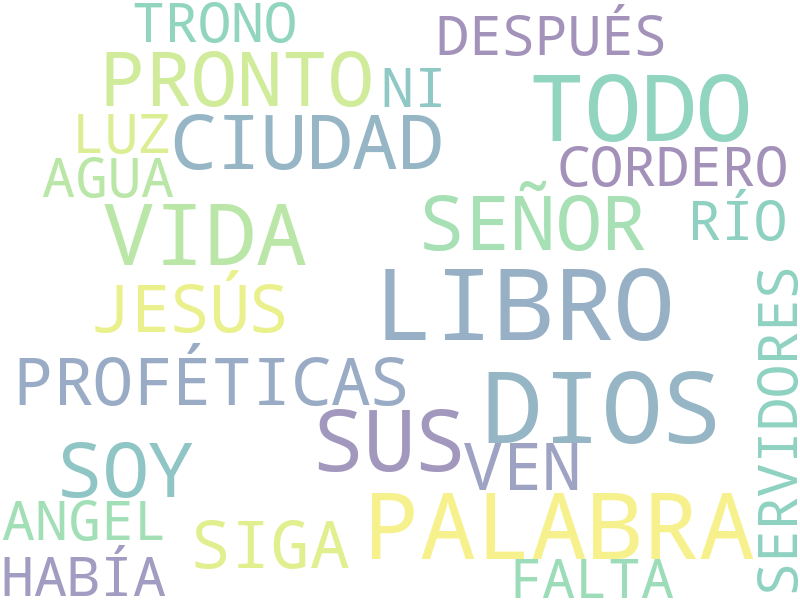 TRONO
DESPUÉS
PRONTO
NI
TODO
LUZ
CIUDAD
CORDERO
AGUA
VIDA
SEÑOR
RÍO
JESÚS
LIBRO
PROFÉTICAS
DIOS
SERVIDORES
SUS
SOY
VEN
PALABRA
ANGEL
SIGA
HABÍA
FALTA